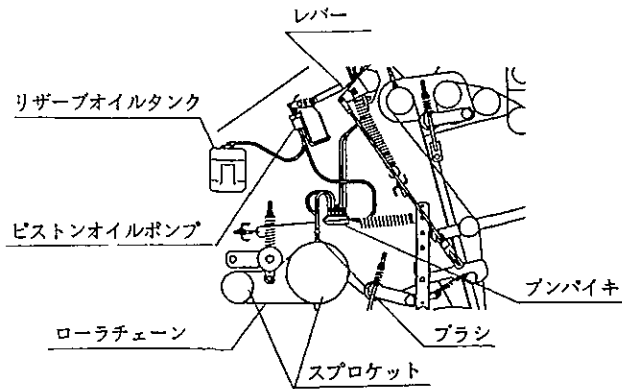 レバー
リザーブオイルタンク
ピストンオイルポンプ
ブンパイキ
ローラチェーン
ブラシ
スプロケット